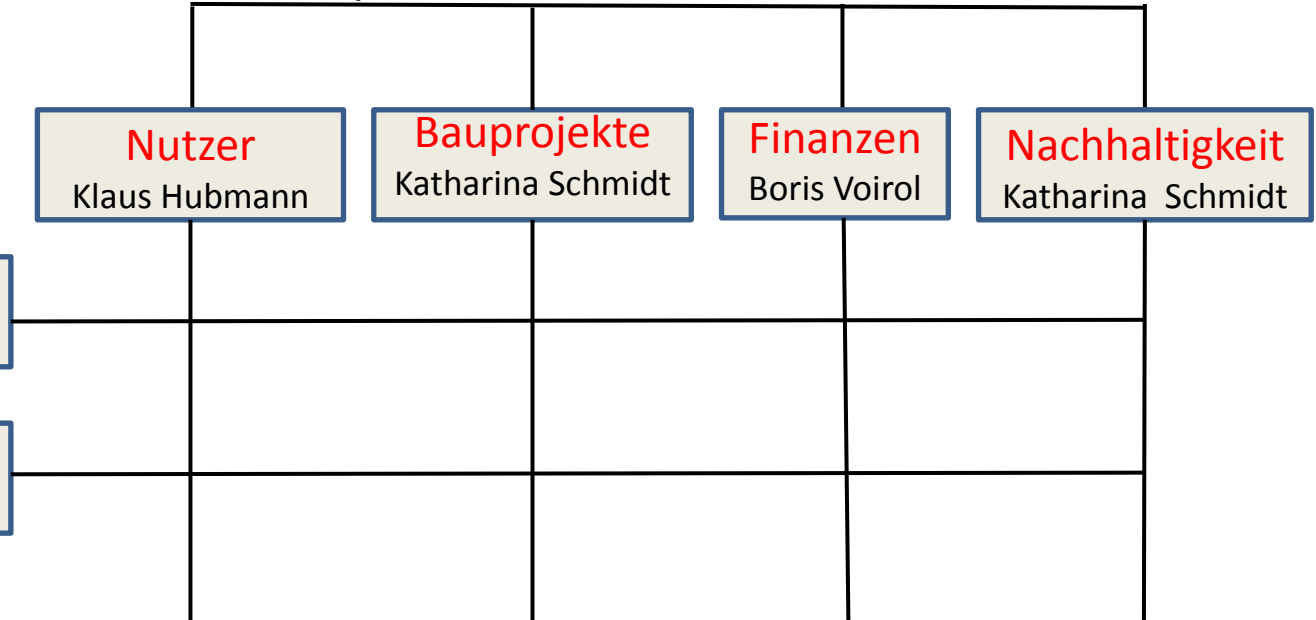 Nutzer
Klaus Hubmann
Bauprojekte
Katharina Schmidt
Finanzen
Boris Voirol
Nachhaltigkeit
Katharina Schmidt